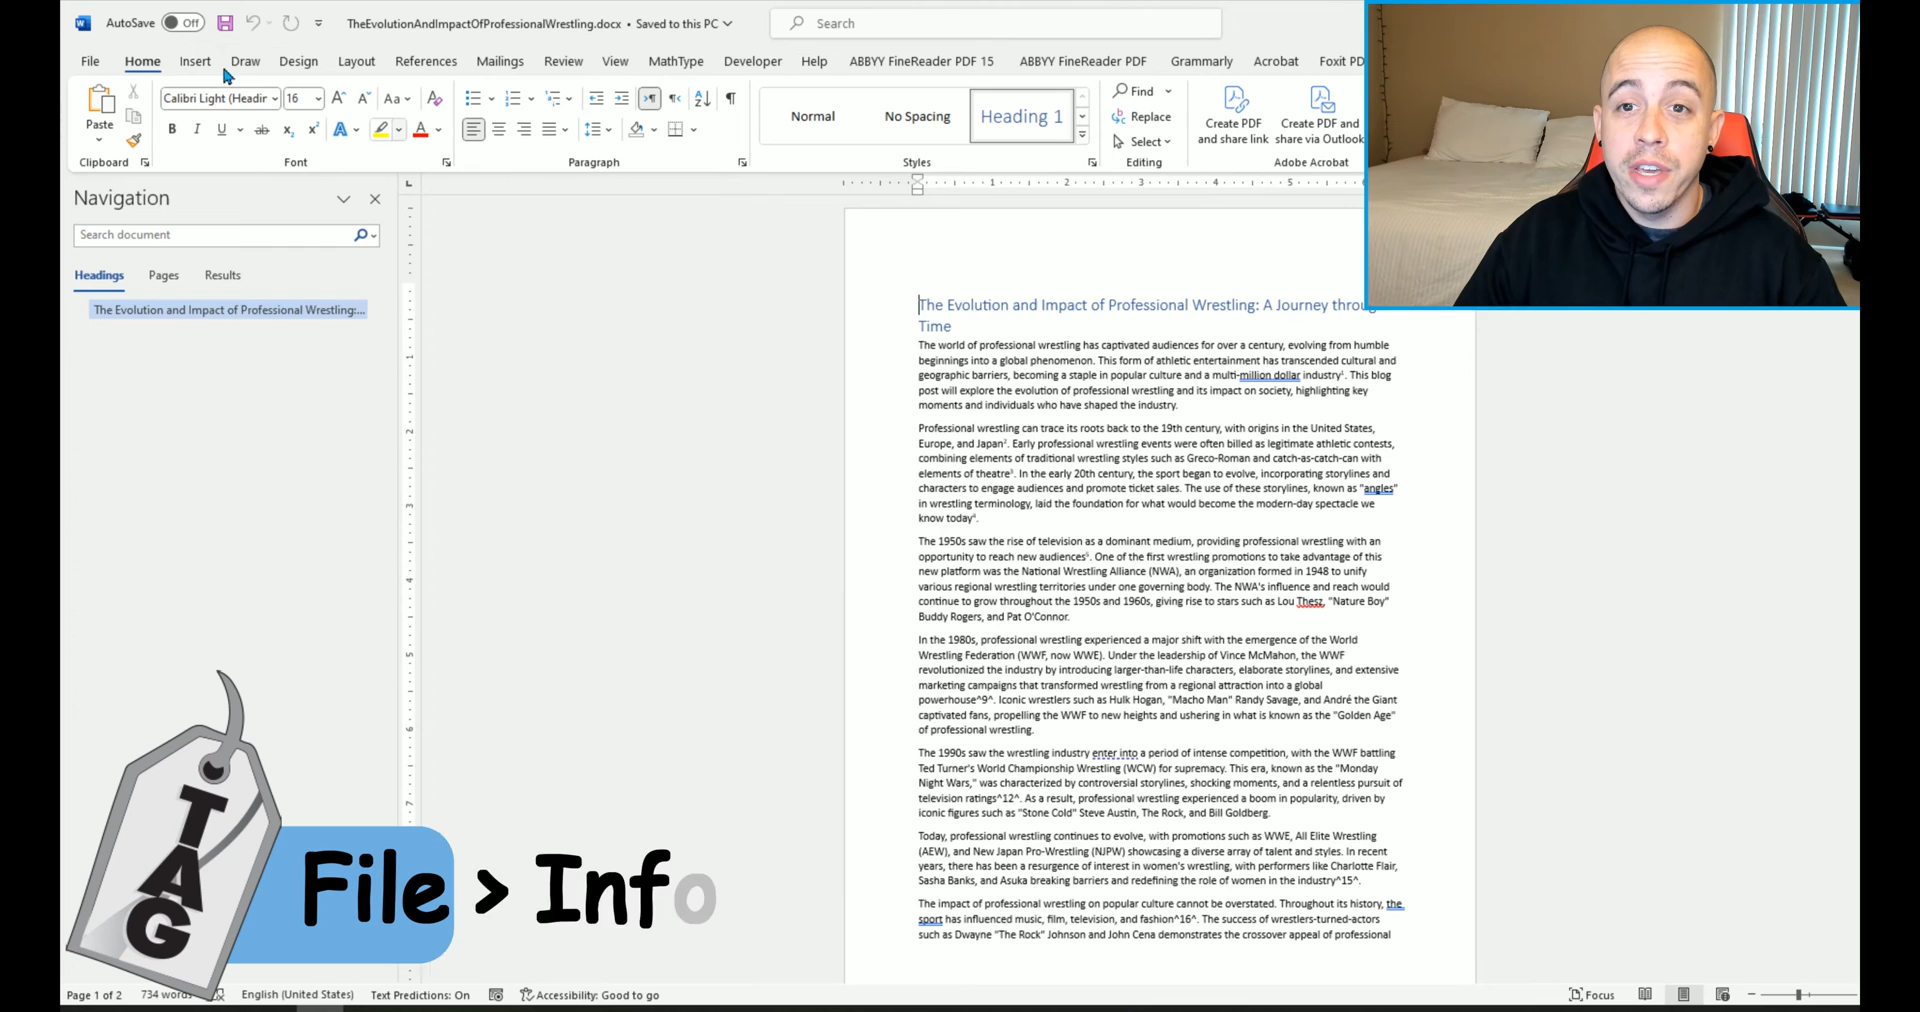 AutoSave Off TheEvolutionAndImpactOfProfessionalWrestling.docx • Saved to this PC Search
File Home Insert Draw Design Layout References Mailings Review View MathType Developer Help ABBYY FineReader PDF 15 ABBYY FineReader PDF Grammarly Acrobat Foxit
Calibri Light (Headir 16 Aa
Paste
B I U ab x₂ x² A A
Normal No Spacing Heading 1
Find
Replace
Select
Create PDF and share link
Create PDF and share via Outlook
Clipboard Font Paragraph Styles Editing Adobe Acrobat
Navigation
Search document
Headings Pages Results
The Evolution and Impact of Professional Wrestling:...
1 2 3 4 5
1
2
3
4
5
6
7
The Evolution and Impact of Professional Wrestling: A Journey
Time
The world of professional wrestling has captivated audiences for over a century, evolving from humble
beginnings into a global phenomenon. This form of athletic entertainment has transcended cultural and
geographic barriers, becoming a staple in popular culture and a multi-million dollar industry¹. This blog
post will explore the evolution of professional wrestling and its impact on society, highlighting key
moments and individuals who have shaped the industry.
Professional wrestling can trace its roots back to the 19th century, with origins in the United States,
Europe, and Japan². Early professional wrestling events were often billed as legitimate athletic contests,
combining elements of traditional wrestling styles such as Greco-Roman and catch-as-catch-can with
elements of theatre³. In the early 20th century, the sport began to evolve, incorporating storylines and
characters to engage audiences and promote ticket sales. The use of these storylines, known as "angles"
in wrestling terminology, laid the foundation for what would become the modern-day spectacle we
know today⁴.
The 1950s saw the rise of television as a dominant medium, providing professional wrestling with an
opportunity to reach new audiences⁵. One of the first wrestling promotions to take advantage of this
new platform was the National Wrestling Alliance (NWA), an organization formed in 1948 to unify
various regional wrestling territories under one governing body. The NWA's influence and reach would
continue to grow throughout the 1950s and 1960s, giving rise to stars such as Lou Thesz, "Nature Boy"
Buddy Rogers, and Pat O'Connor.
In the 1980s, professional wrestling experienced a major shift with the emergence of the World
Wrestling Federation (WWF, now WWE). Under the leadership of Vince McMahon, the WWF
revolutionized the industry by introducing larger-than-life characters, elaborate storylines, and extensive
marketing campaigns that transformed wrestling from a regional attraction into a global
powerhouse^9^. Iconic wrestlers such as Hulk Hogan, "Macho Man" Randy Savage, and André the Giant
captivated fans, propelling the WWF to new heights and ushering in what is known as the "Golden Age"
of professional wrestling.
The 1990s saw the wrestling industry enter into a period of intense competition, with the WWF battling
Ted Turner's World Championship Wrestling (WCW) for supremacy. This era, known as the "Monday
Night Wars," was characterized by controversial storylines, shocking moments, and a relentless pursuit of
television ratings^12^. As a result, professional wrestling experienced a boom in popularity, driven by
iconic figures such as "Stone Cold" Steve Austin, The Rock, and Bill Goldberg.
Today, professional wrestling continues to evolve, with promotions such as WWE, All Elite Wrestling
(AEW), and New Japan Pro-Wrestling (NJPW) showcasing a diverse array of talent and styles. In recent
years, there has been a resurgence of interest in women's wrestling, with performers like Charlotte Flair,
Sasha Banks, and Asuka breaking barriers and redefining the role of women in the industry^15^.
The impact of professional wrestling on popular culture cannot be overstated. Throughout its history, the
sport has influenced music, film, television, and fashion^16^. The success of wrestlers-turned-actors
such as Dwayne "The Rock" Johnson and John Cena demonstrates the crossover appeal of professional
TAG
File > Info
Page 1 of 2 734 words English (United States) Text Predictions: On Accessibility: Good to go Focus